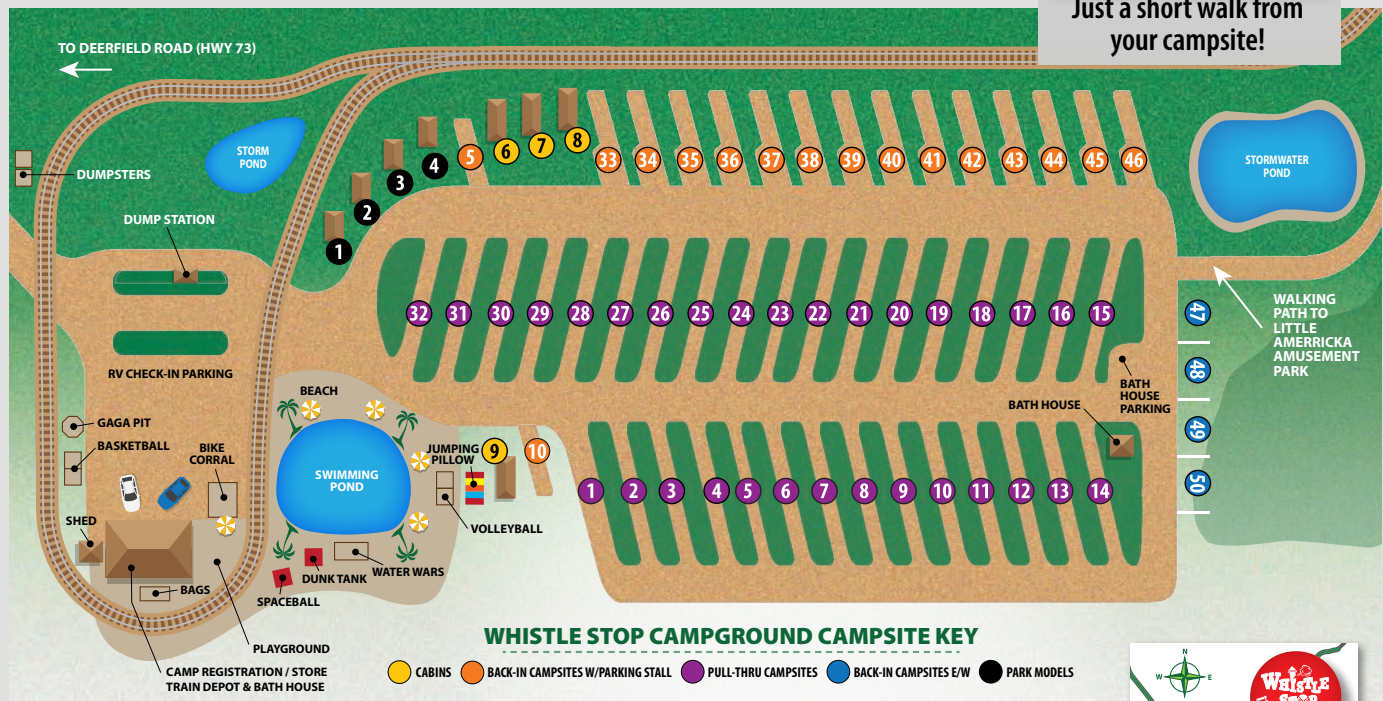 Just a short walk from
your campsite!
TO DEERFIELD ROAD (HWY 73)
STORM
POND
DUMPSTERS
DUMP STATION
1
2
3
4
5
6
7
8
33
34
35
36
37
38
39
40
41
42
43
44
45
46
STORMWATER
POND
32
31
30
29
28
27
26
25
24
23
22
21
20
19
18
17
16
15
47
48
49
50
WALKING
PATH TO
LITTLE
AMERRICKA
AMUSEMENT
PARK
BATH
HOUSE
PARKING
BATH HOUSE
RV CHECK-IN PARKING
BEACH
GAGA PIT
BASKETBALL
BIKE
CORRAL
SWIMMING
POND
JUMPING
PILLOW
9
10
1
2
3
4
5
6
7
8
9
10
11
12
13
14
VOLLEYBALL
SHED
WATER WARS
DUNK TANK
BAGS
SPACEBALL
PLAYGROUND
CAMP REGISTRATION / STORE
TRAIN DEPOT & BATH HOUSE
WHISTLE STOP CAMPGROUND CAMPSITE KEY
CABINS
BACK-IN CAMPSITES W/PARKING STALL
PULL-THRU CAMPSITES
BACK-IN CAMPSITES E/W
PARK MODELS
N
W E
WHISTLE
STOP